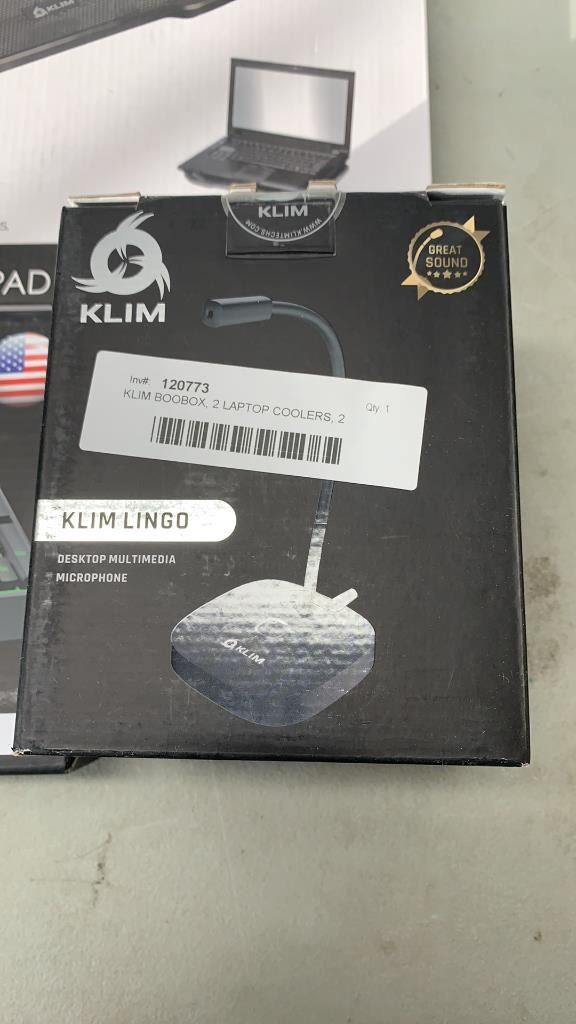 KLIM
S.
PAD
KLIM
WWW.KLIMTECHS.COM
KLIM
GREAT
SOUND
Inv#: 120773
Qty: 1
KLIM BOOBOX, 2 LAPTOP COOLERS, 2
KLIM LINGO
DESKTOP MULTIMEDIA
MICROPHONE
KLIM